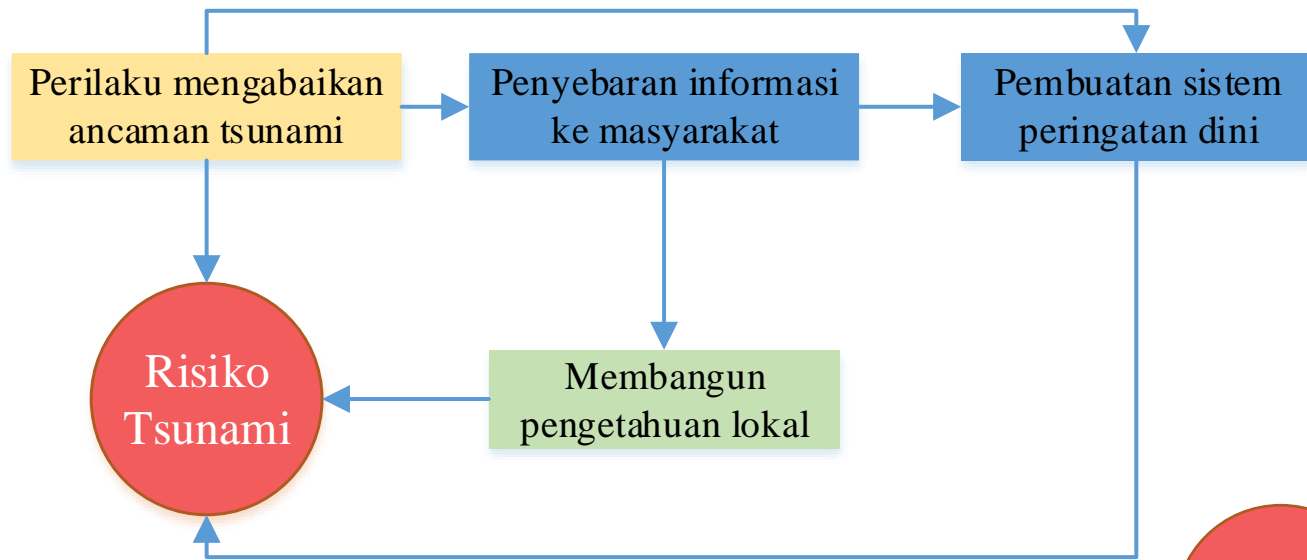 Perilaku mengabaikan
ancaman tsunami
Penyebaran informasi
ke masyarakat
Pembuatan sistem
peringatan dini
Risiko
Tsunami
Membangun
pengetahuan lokal